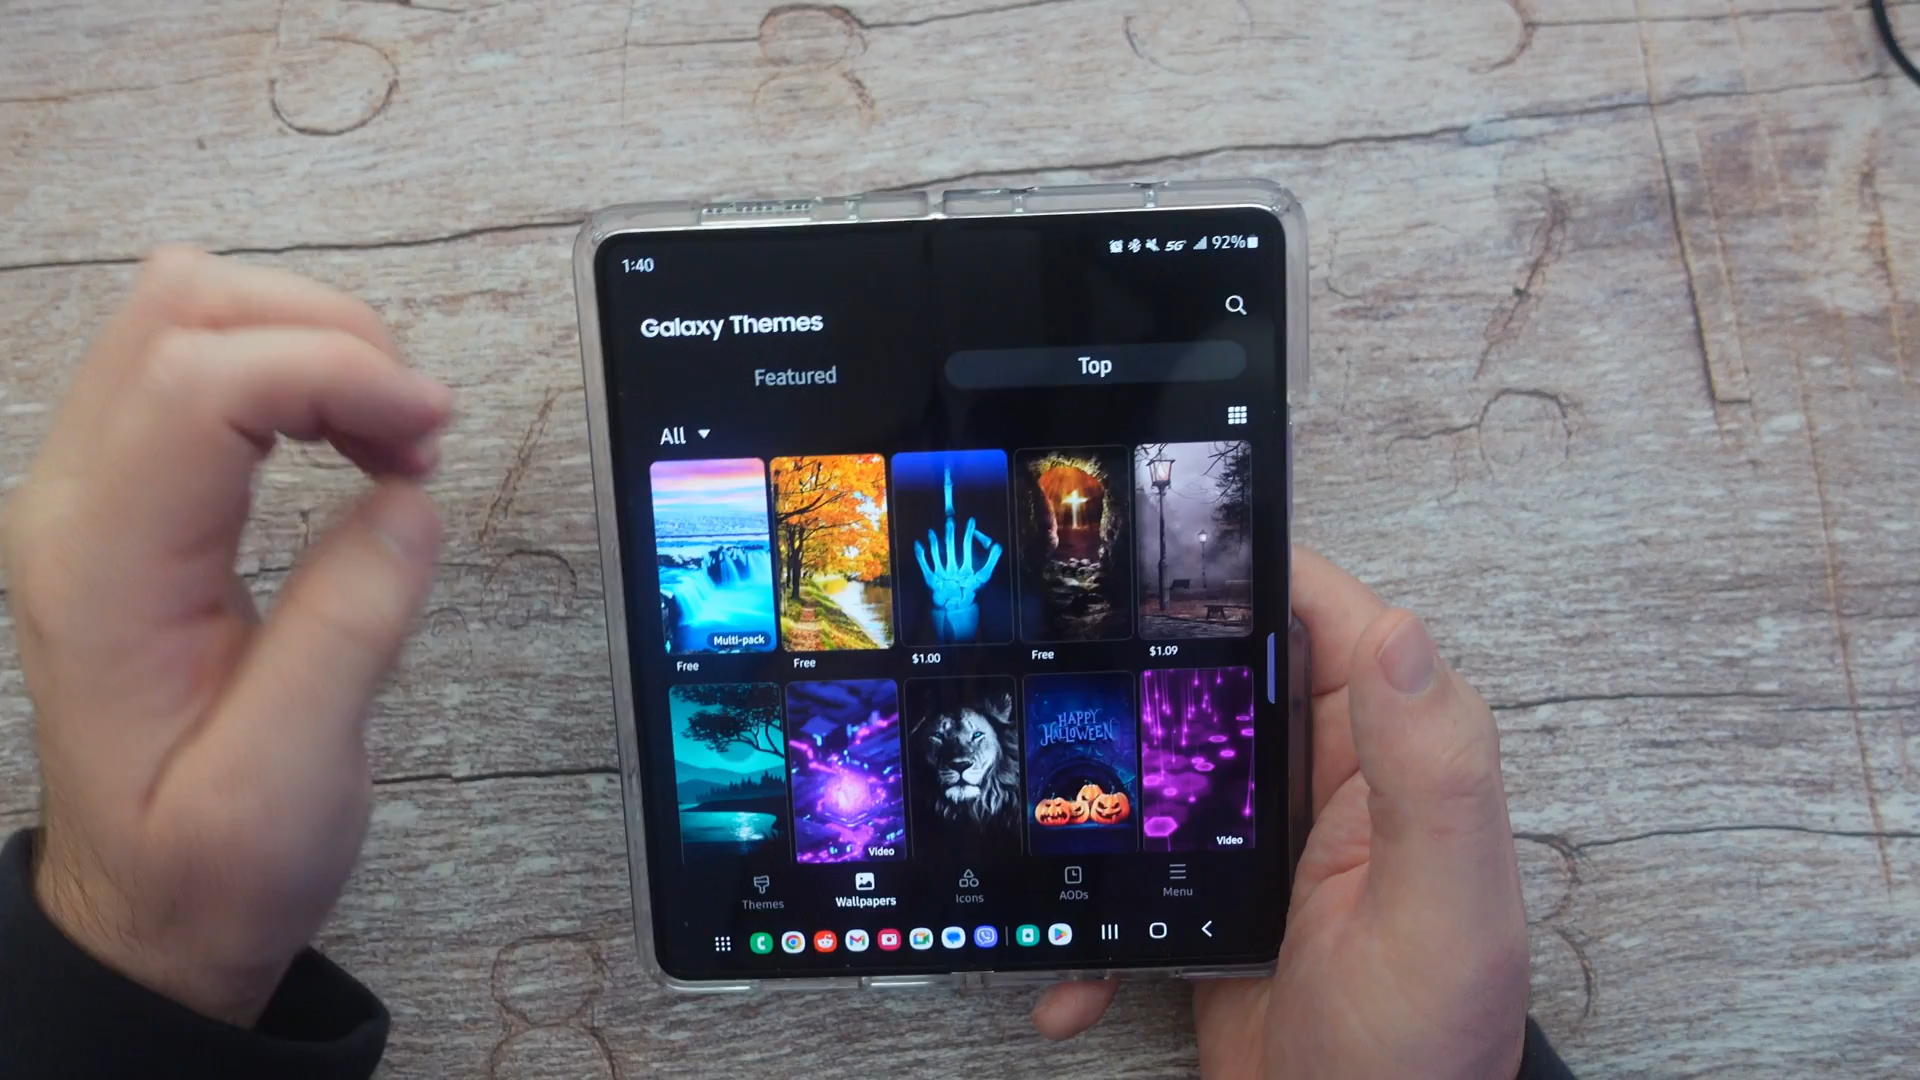 1:40
5G 92%
Galaxy Themes
Featured
Top
All
Multi-pack
Free
Free
$1.00
Free
$1.09
HAPPY
HALLOWEEN
Video
Video
Themes
Wallpapers
Icons
AODs
Menu